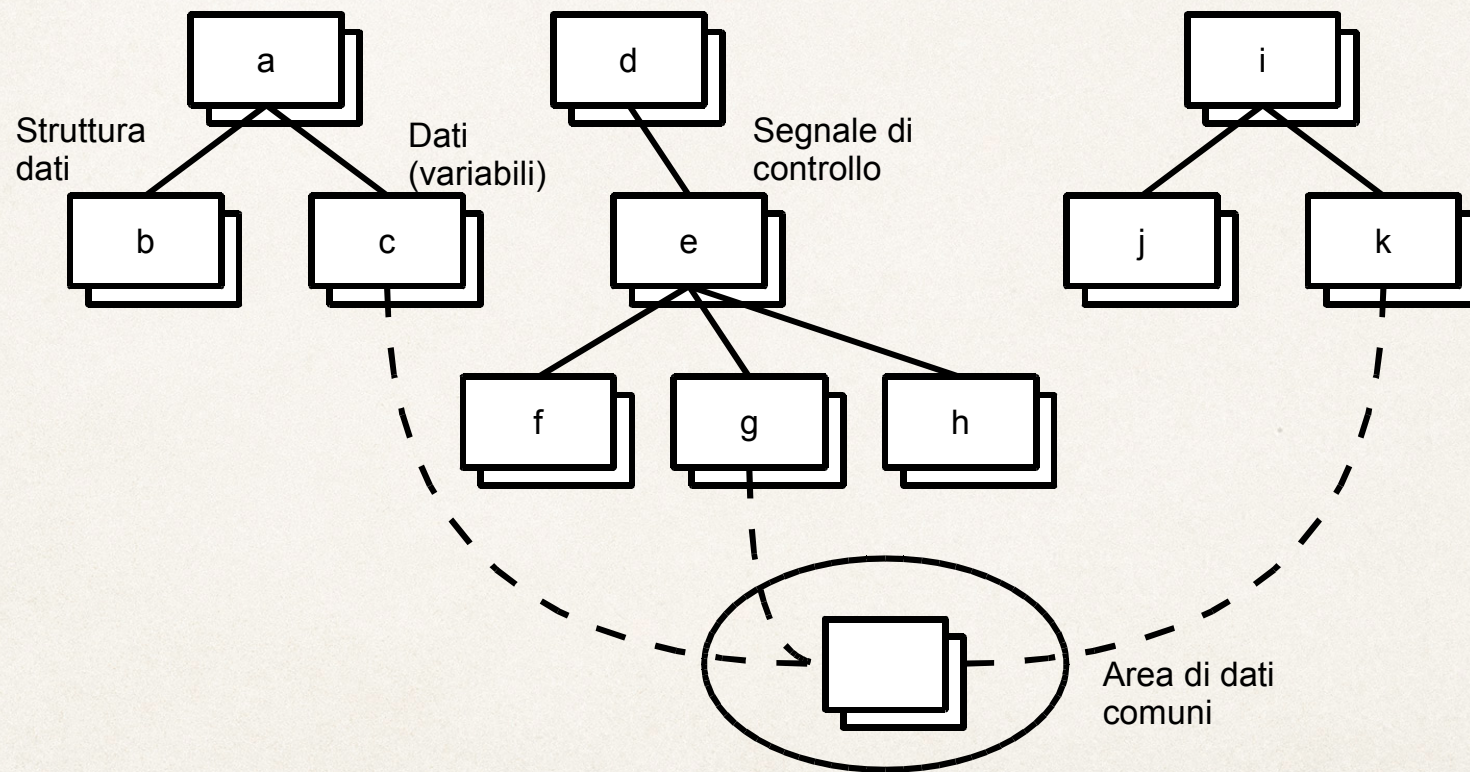 a
d
i
Struttura
dati
Dati
(variabili)
Segnale di
controllo
b
c
e
j
k
f
g
h
Area di dati
comuni